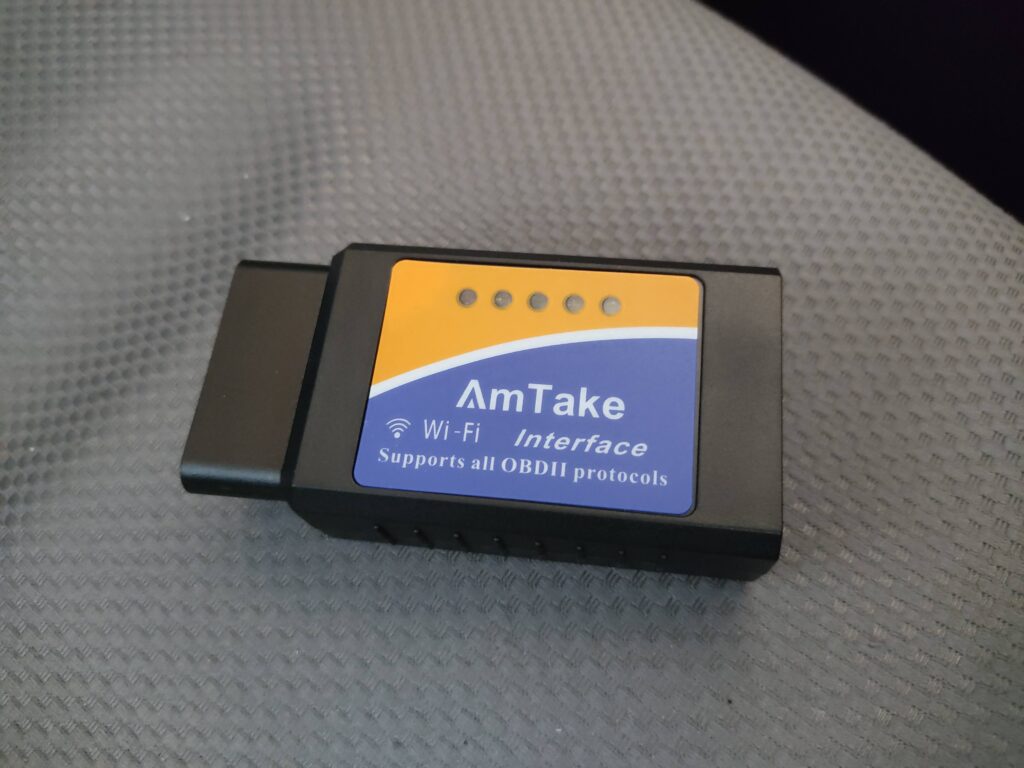 AmTake
Wi-Fi Interface
Supports all OBDII protocols